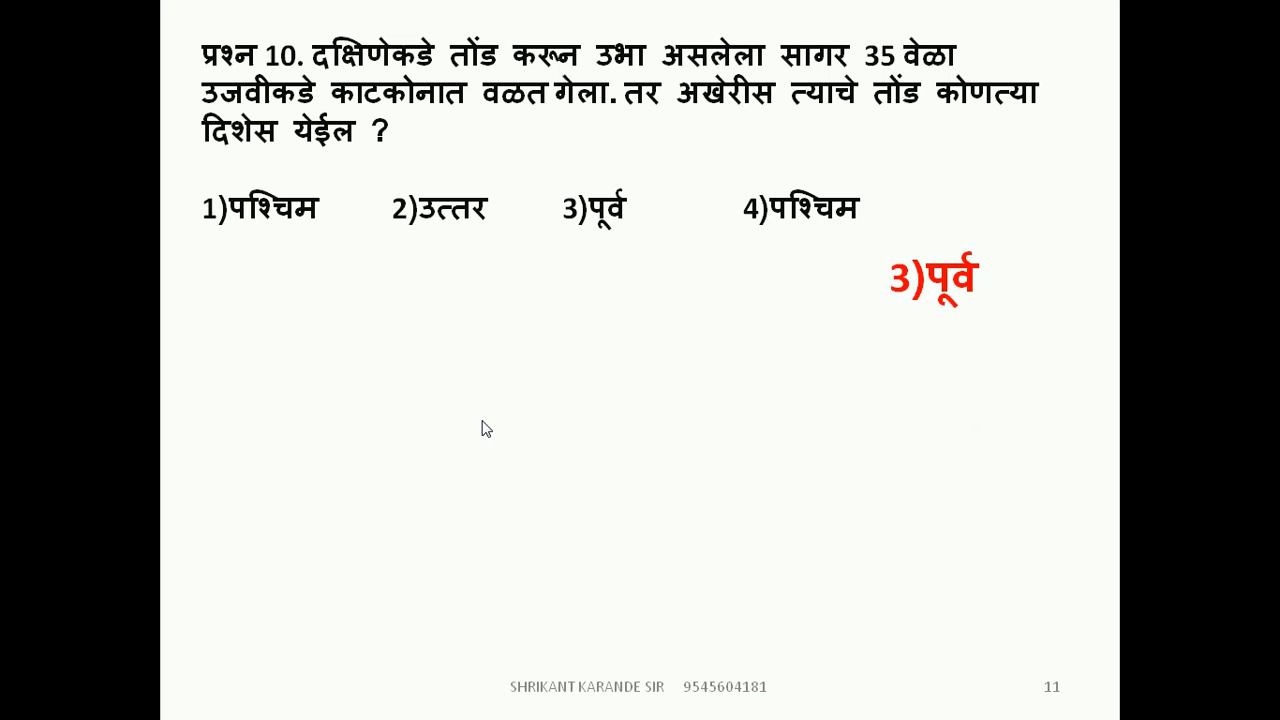 प्रश्न 10. दक्षिणेकडे तोंड करून उभा असलेला सागर 35 वेळा
उजवीकडे काटकोनात वळत गेला. तर अखेरीस त्याचे तोंड कोणत्या
दिशेस येईल ?
1)पश्चिम 2)उत्तर 3)पूर्व 4)पश्चिम
3)पूर्व
SHRIKANT KARANDE SIR 9545604181 11